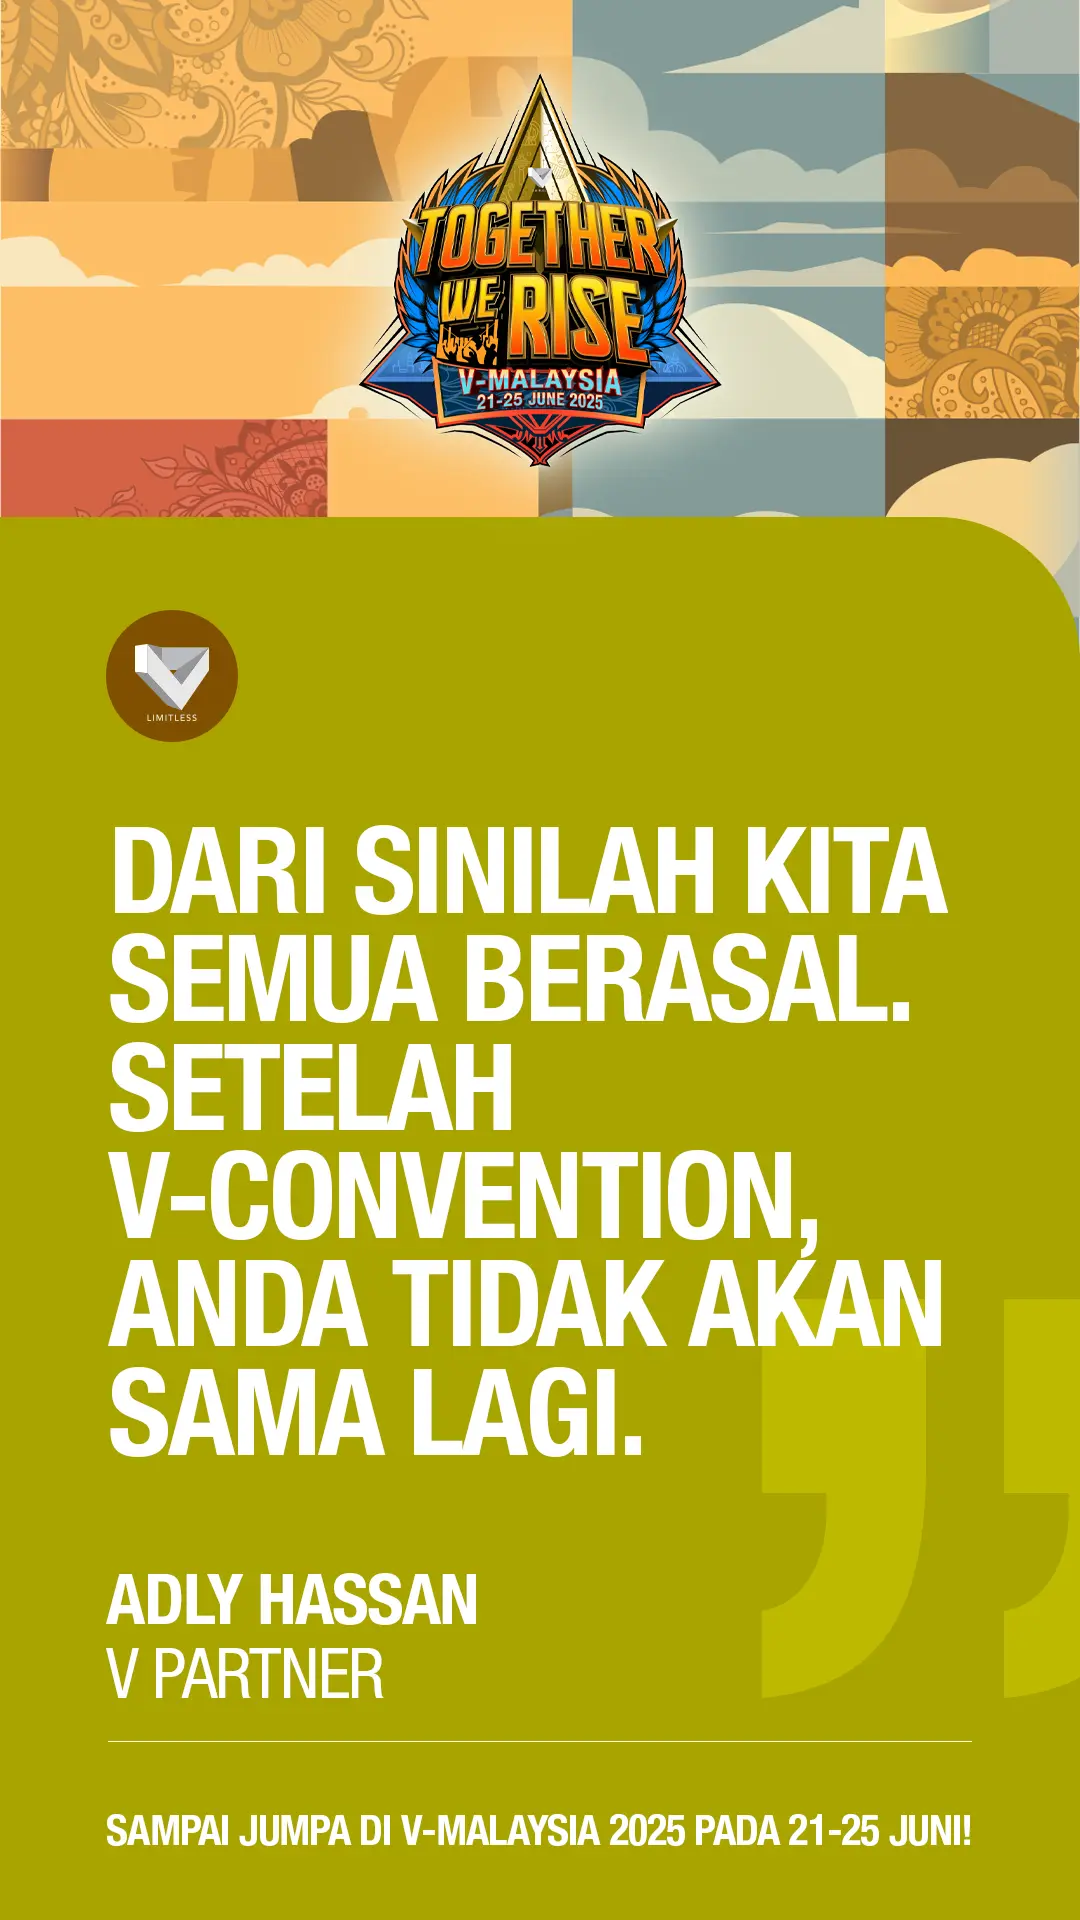 TOGETHER
WE RISE
V-MALAYSIA
21-25 JUNE 2025
LIMITLESS
DARI SINILAH KITA
SEMUA BERASAL.
SETELAH
V-CONVENTION,
ANDA TIDAK AKAN
SAMA LAGI.
ADLY HASSAN
V PARTNER
SAMPAI JUMPA DI V-MALAYSIA 2025 PADA 21-25 JUNI!